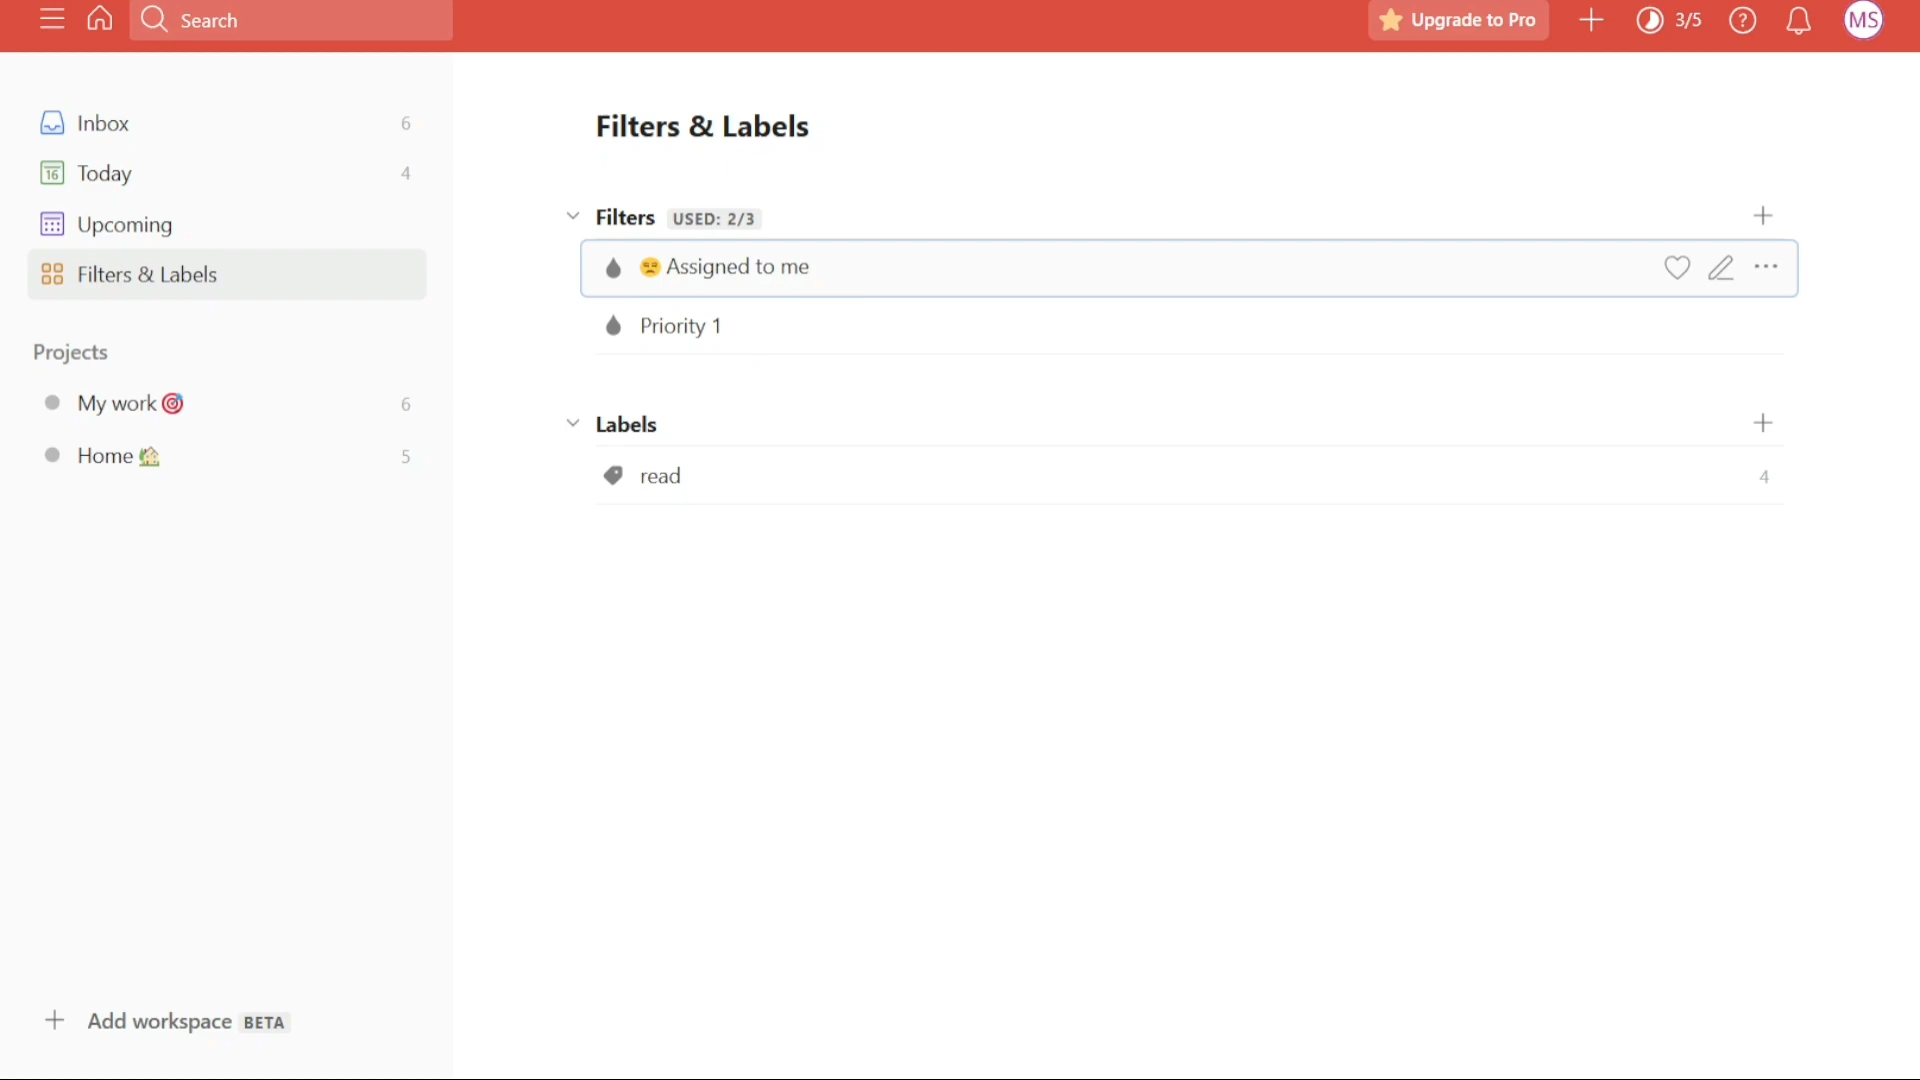 Search
Upgrade to Pro
3/5
MS
Inbox 6
16 Today 4
Upcoming
Filters & Labels
Projects
My work 6
Home 5
Add workspace BETA
Filters & Labels
Filters USED: 2/3
Assigned to me
Priority 1
Labels
read 4